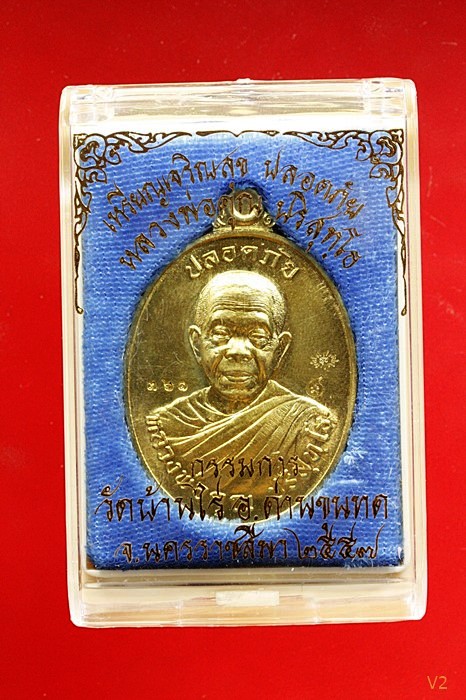 เหรียญเจริญสุข ปลอดภัย
หลวงพ่อคูณ ปริสุทฺโธ
ปลอดภัย
๓๒๑
กรรมการ
วัดบ้านไร่ อ.ด่านขุนทด
จ.นครราชสีมา ๒๕๕๗
V2